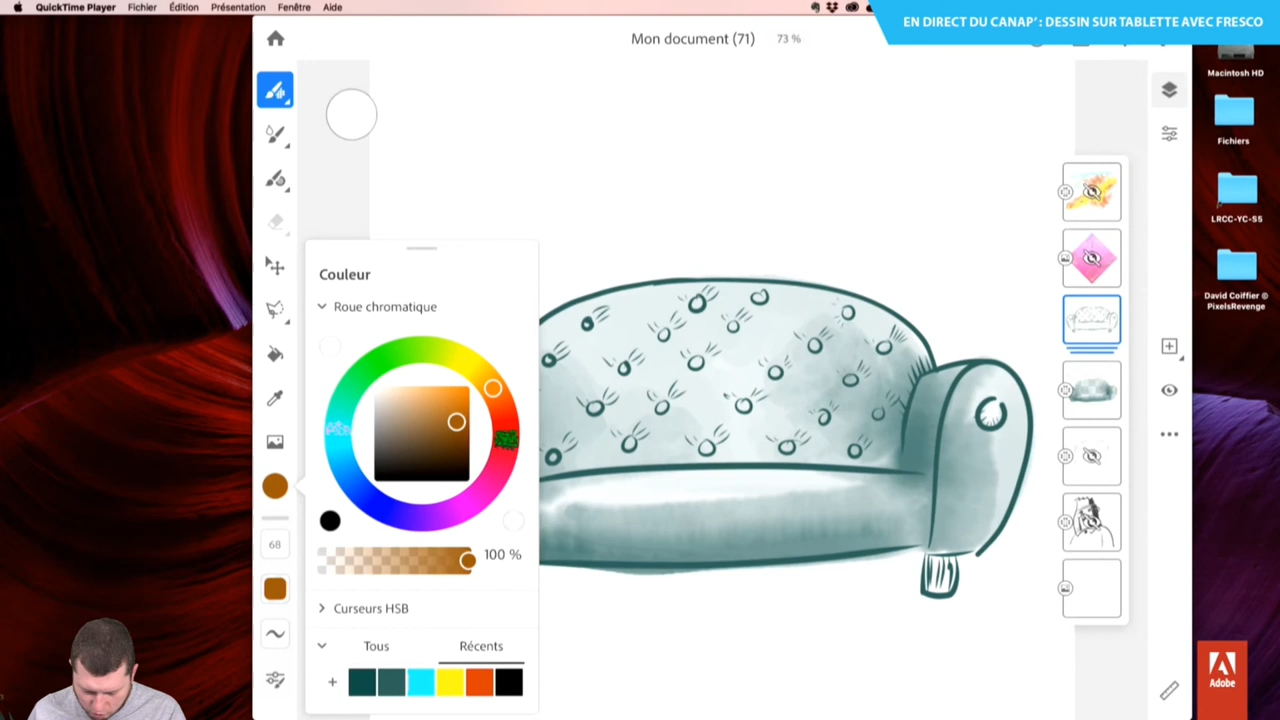 QuickTime Player Fichier Édition Présentation Fenêtre Aide
EN DIRECT DU CANAP' : DESSIN SUR TABLETTE AVEC FRESCO
Mon document (71) 73 %
Macintosh HD
Fichiers
LRCC-YC-S5
David Coiffier ©
PixelsRevenge
Couleur
Roue chromatique
100 %
68
Curseurs HSB
Tous Récents
Adobe